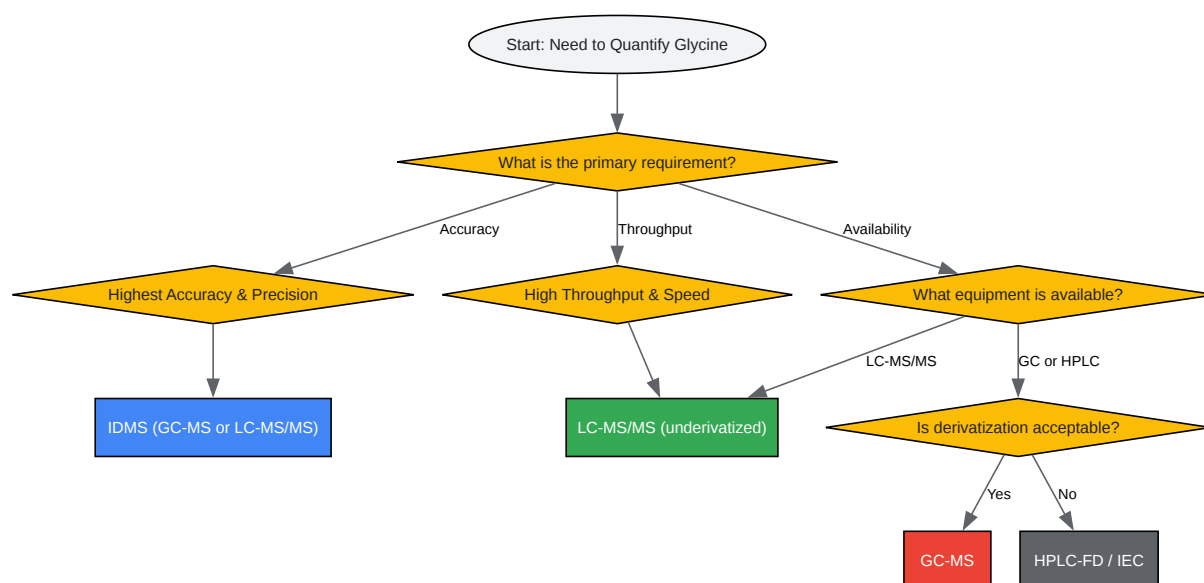 Start: Need to Quantify Glycine
What is the primary requirement?
Accuracy
Throughput
Availability
Highest Accuracy & Precision
High Throughput & Speed
What equipment is available?
LC-MS/MS
GC or HPLC
IDMS (GC-MS or LC-MS/MS)
LC-MS/MS (underivatized)
Is derivatization acceptable?
Yes
No
GC-MS
HPLC-FD / IEC